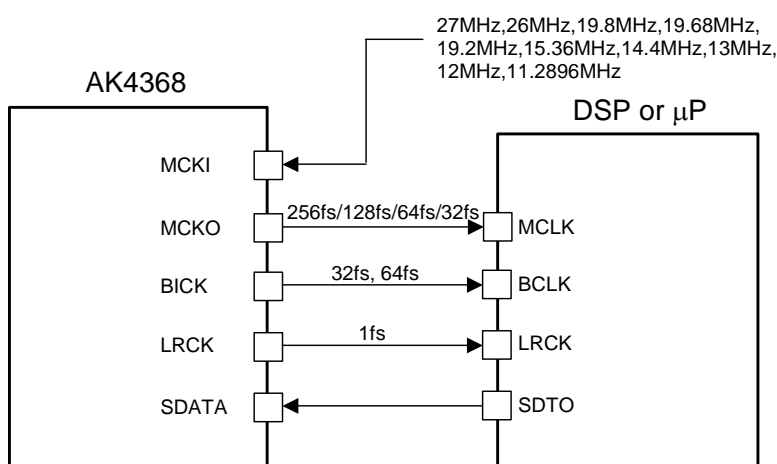 27MHz,26MHz,19.8MHz,19.68MHz,
19.2MHz,15.36MHz,14.4MHz,13MHz,
12MHz,11.2896MHz
AK4368
DSP or μP
MCKI
MCKO
256fs/128fs/64fs/32fs
MCLK
BICK
32fs, 64fs
BCLK
LRCK
1fs
LRCK
SDATA
SDTO